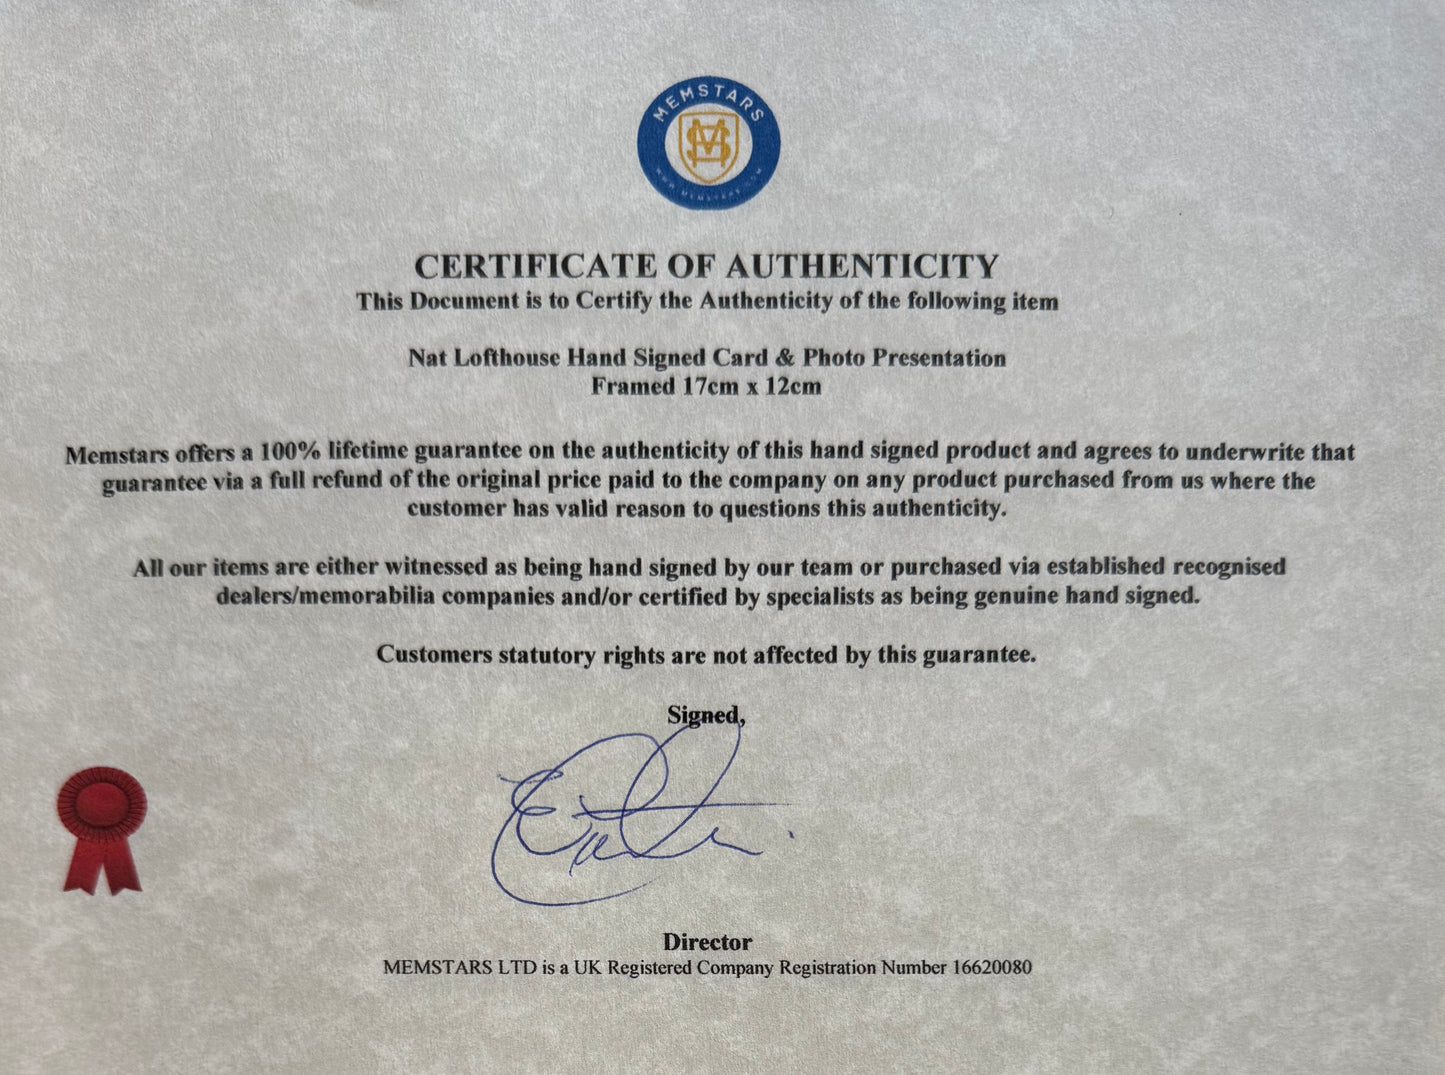 MEMSTARS
MS
WWW.MEMSTARS.COM
CERTIFICATE OF AUTHENTICITY
This Document is to Certify the Authenticity of the following item
Nat Lofthouse Hand Signed Card & Photo Presentation
Framed 17cm x 12cm
Memstars offers a 100% lifetime guarantee on the authenticity of this hand signed product and agrees to underwrite that
guarantee via a full refund of the original price paid to the company on any product purchased from us where the
customer has valid reason to questions this authenticity.
All our items are either witnessed as being hand signed by our team or purchased via established recognised
dealers/memorabilia companies and/or certified by specialists as being genuine hand signed.
Customers statutory rights are not affected by this guarantee.
Signed,
Director
MEMSTARS LTD is a UK Registered Company Registration Number 16620080